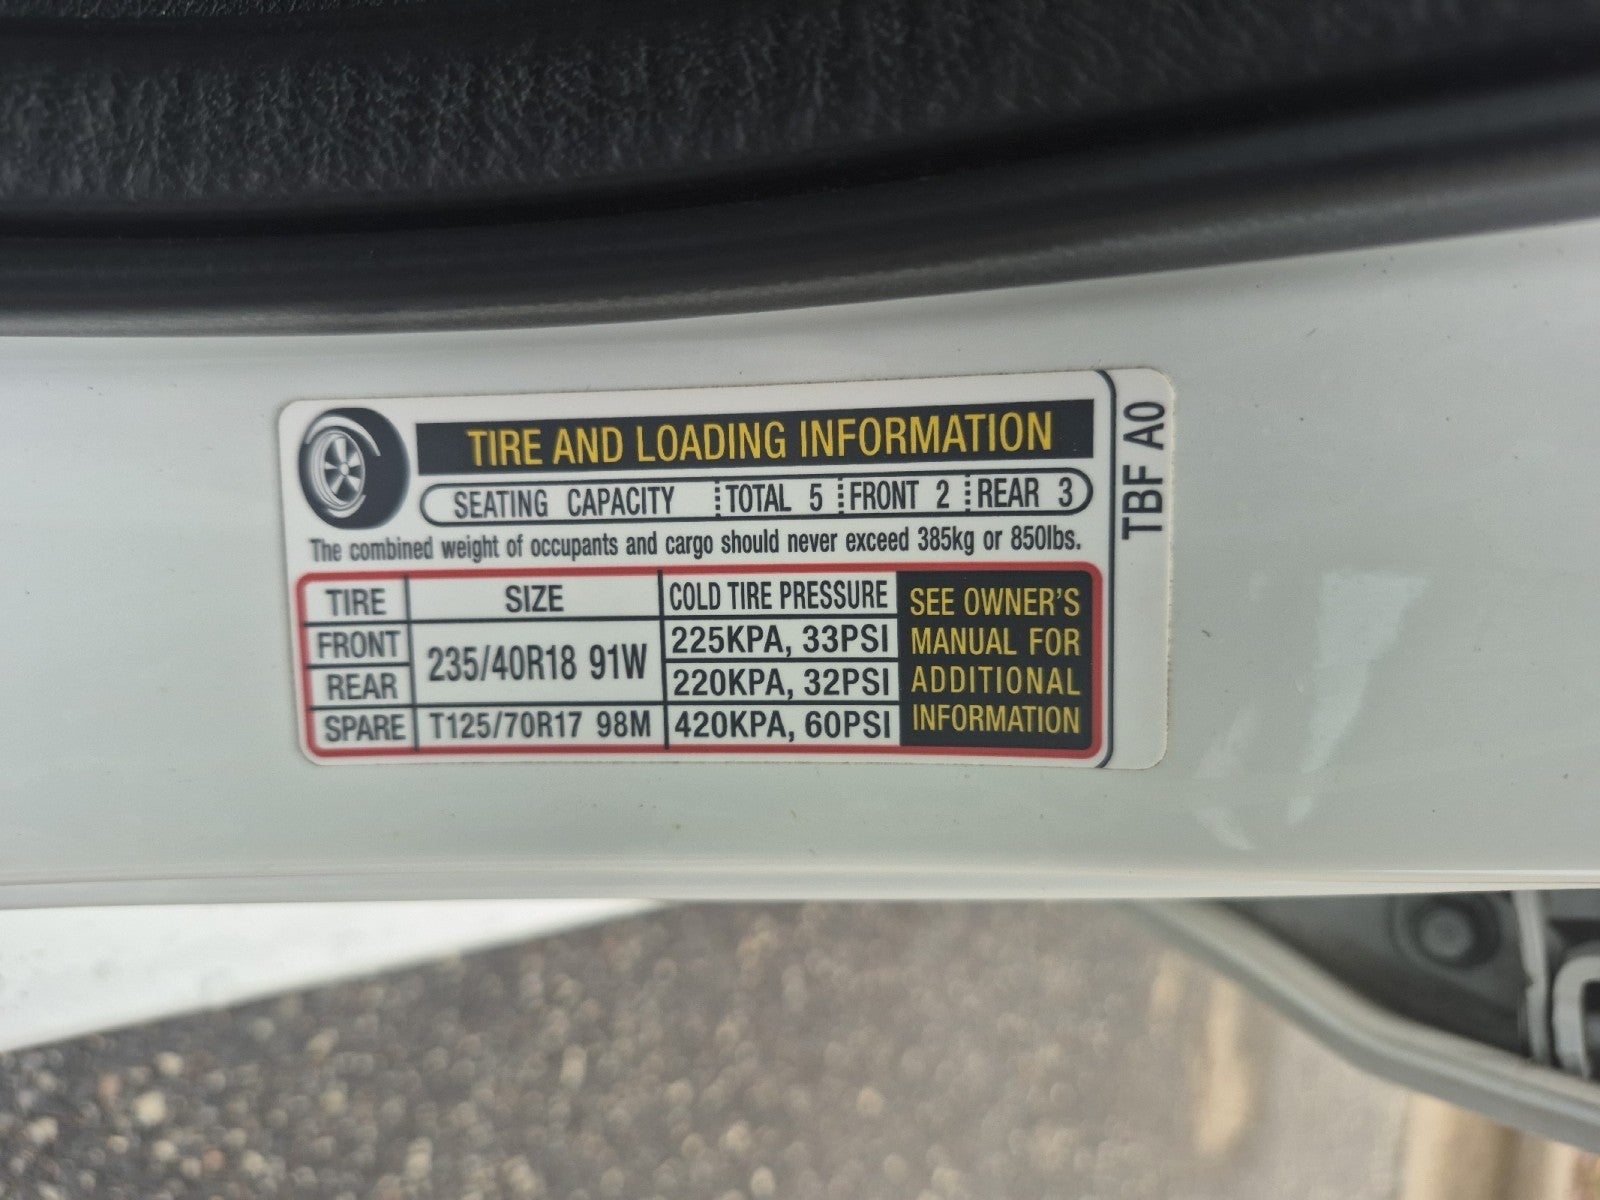 TIRE AND LOADING INFORMATION
SEATING CAPACITY TOTAL 5 FRONT 2 REAR 3
The combined weight of occupants and cargo should never exceed 385kg or 850lbs.
TIRE SIZE COLD TIRE PRESSURE
FRONT 235/40R18 91W 225KPA, 33PSI
REAR 220KPA, 32PSI
SPARE T125/70R17 98M 420KPA, 60PSI
SEE OWNER'S
MANUAL FOR
ADDITIONAL
INFORMATION
TBF A0